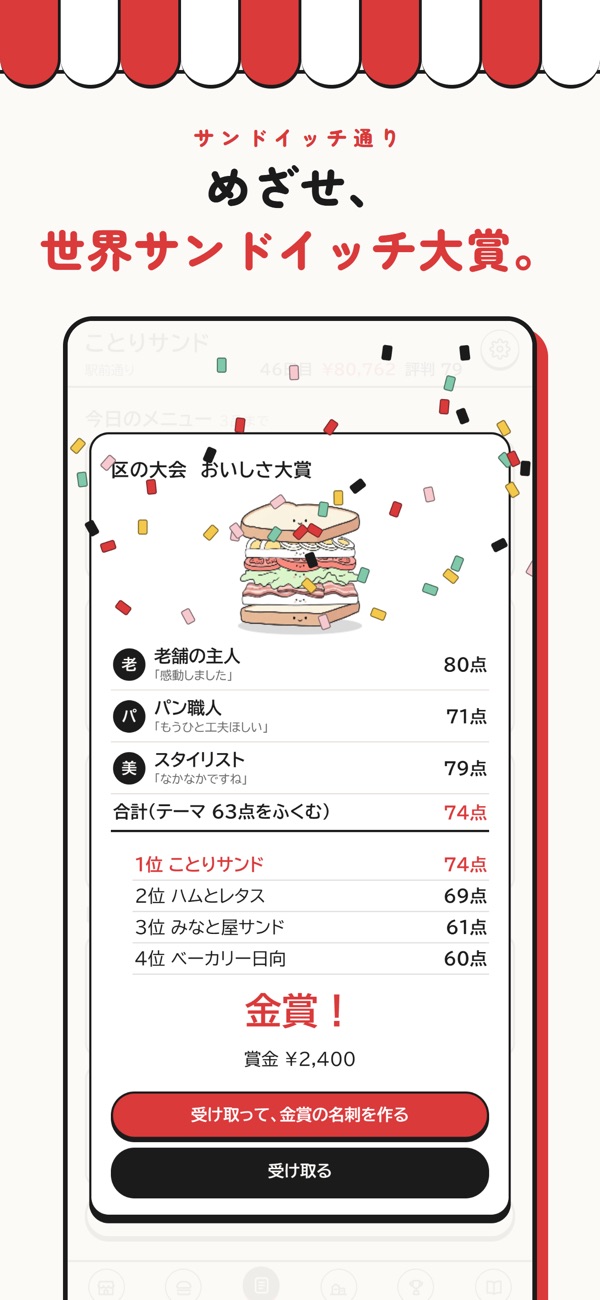 サンドイッチ通り
めざせ、
世界サンドイッチ大賞。
ことりサンド
駅前通り
¥80,762 評判 79
今日のメニュー
区の大会 おいしさ大賞
老 老舗の主人 80点
「感動しました」
パ パン職人 71点
「もうひと工夫ほしい」
美 スタイリスト 79点
「なかなかですね」
合計(テーマ 63点をふくむ) 74点
1位 ことりサンド 74点
2位 ハムとレタス 69点
3位 みなと屋サンド 61点
4位 ベーカリー日向 60点
金賞!
賞金 ¥2,400
受け取って、金賞の名刺を作る
受け取る